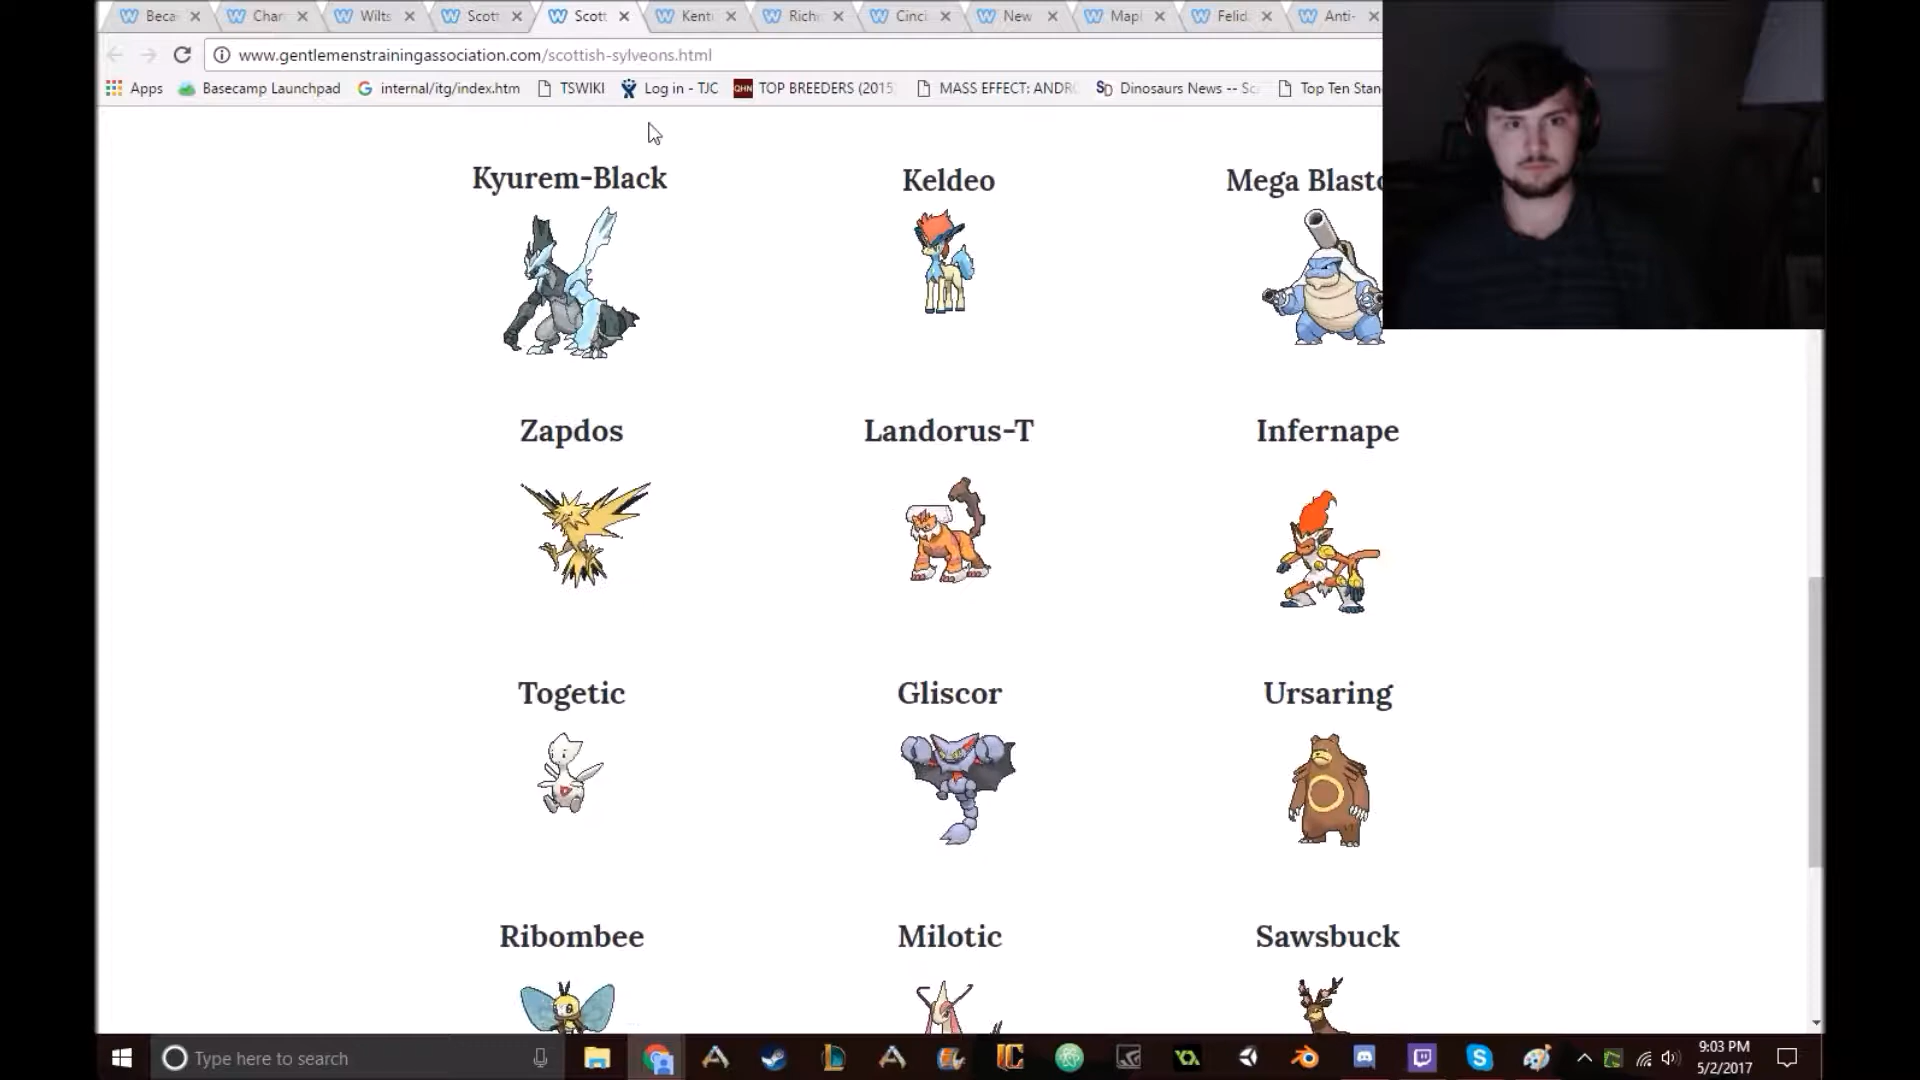 Beca
Char
Wilts
Scott
Scott
Kent
Rich
Cinci
New
Mapl
Felid
Anti-
www.gentlemenstrainingassociation.com/scottish-sylveons.html
Apps
Basecamp Launchpad
internal/itg/index.htm
TSWIKI
Log in - TJC
QHN
TOP BREEDERS (2015
MASS EFFECT: ANDR
SD
Dinosaurs News -- Sc
Top Ten Stan
Kyurem-Black
Keldeo
Mega Blasto
Zapdos
Landorus-T
Infernape
Togetic
Gliscor
Ursaring
Ribombee
Milotic
Sawsbuck
Type here to search
9:03 PM
5/2/2017